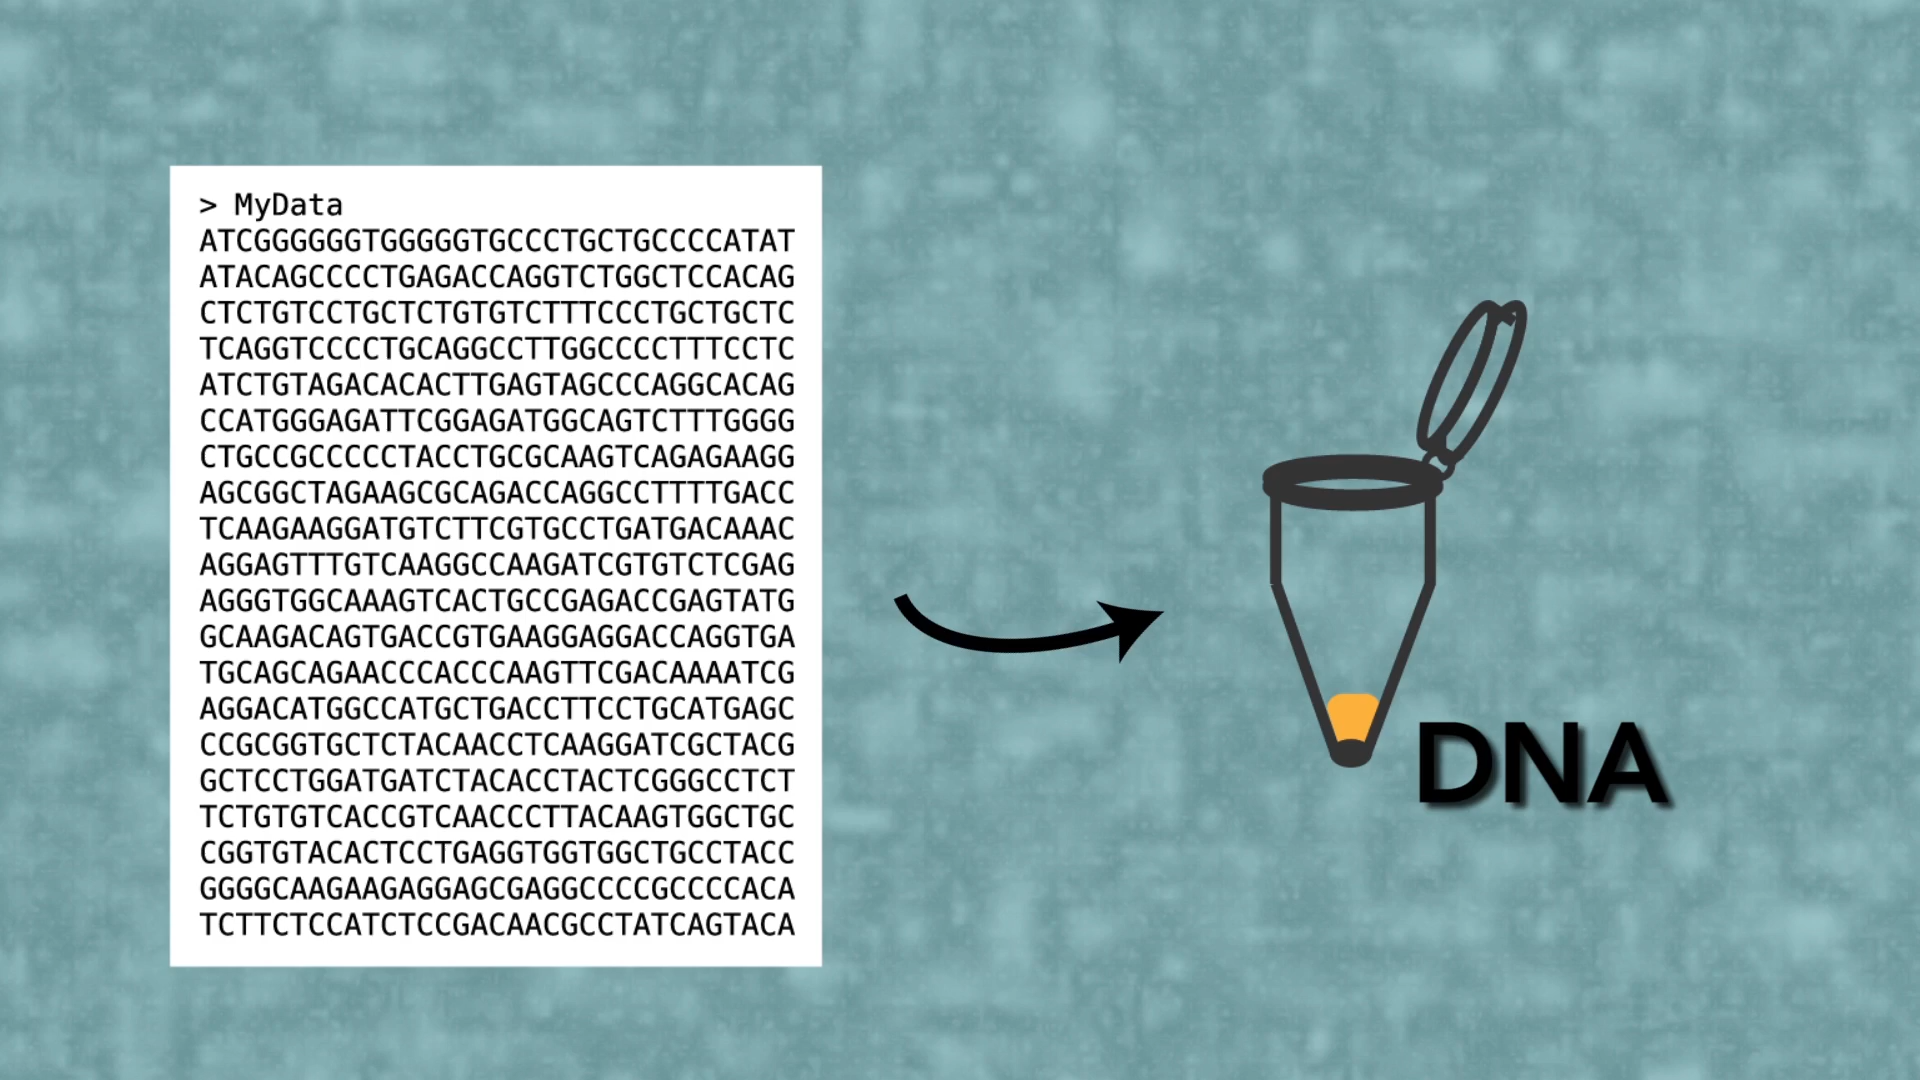 > MyData
ATCGGGGGGTGGGGGTGCCCTGCTGCCCCATAT
ATACAGCCCCTGAGACCAGGTCTGGCTCCACAG
CTCTGTCCTGCTCTGTGTCTTTCCCTGCTGCTC
TCAGGTCCCCTGCAGGCCTTGGCCCCTTTCCTC
ATCTGTAGACACACTTGAGTAGCCCAGGCACAG
CCATGGGAGATTCGGAGATGGCAGTCTTTGGGG
CTGCCGCCCCCTACCTGCGCAAGTCAGAGAAGG
AGCGGCTAGAAGCGCAGACCAGGCCTTTTGACC
TCAAGAAGGATGTCTTCGTGCCTGATGACAAAC
AGGAGTTTGTCAAGGCCAAGATCGTGTCTCGAG
AGGGTGGCAAAGTCACTGCCGAGACCGAGTATG
GCAAGACAGTGACCGTGAAGGAGGACCAGGTGA
TGCAGCAGAACCCACCCAAGTTCGACAAAATCG
AGGACATGGCCATGCTGACCTTCCTGCATGAGC
CCGCGGTGCTCTACAACCTCAAGGATCGCTACG
GCTCCTGGATGATCTACACCTACTCGGGCCTCT
TCTGTGTCACCGTCAACCCTTACAAGTGGCTGC
CGGTGTACACTCCTGAGGTGGTGGCTGCCTACC
GGGGCAAGAAGAGGAGCGAGGCCCCGCCCCACA
TCTTCTCCATCTCCGACAACGCCTATCAGTACA
DNA